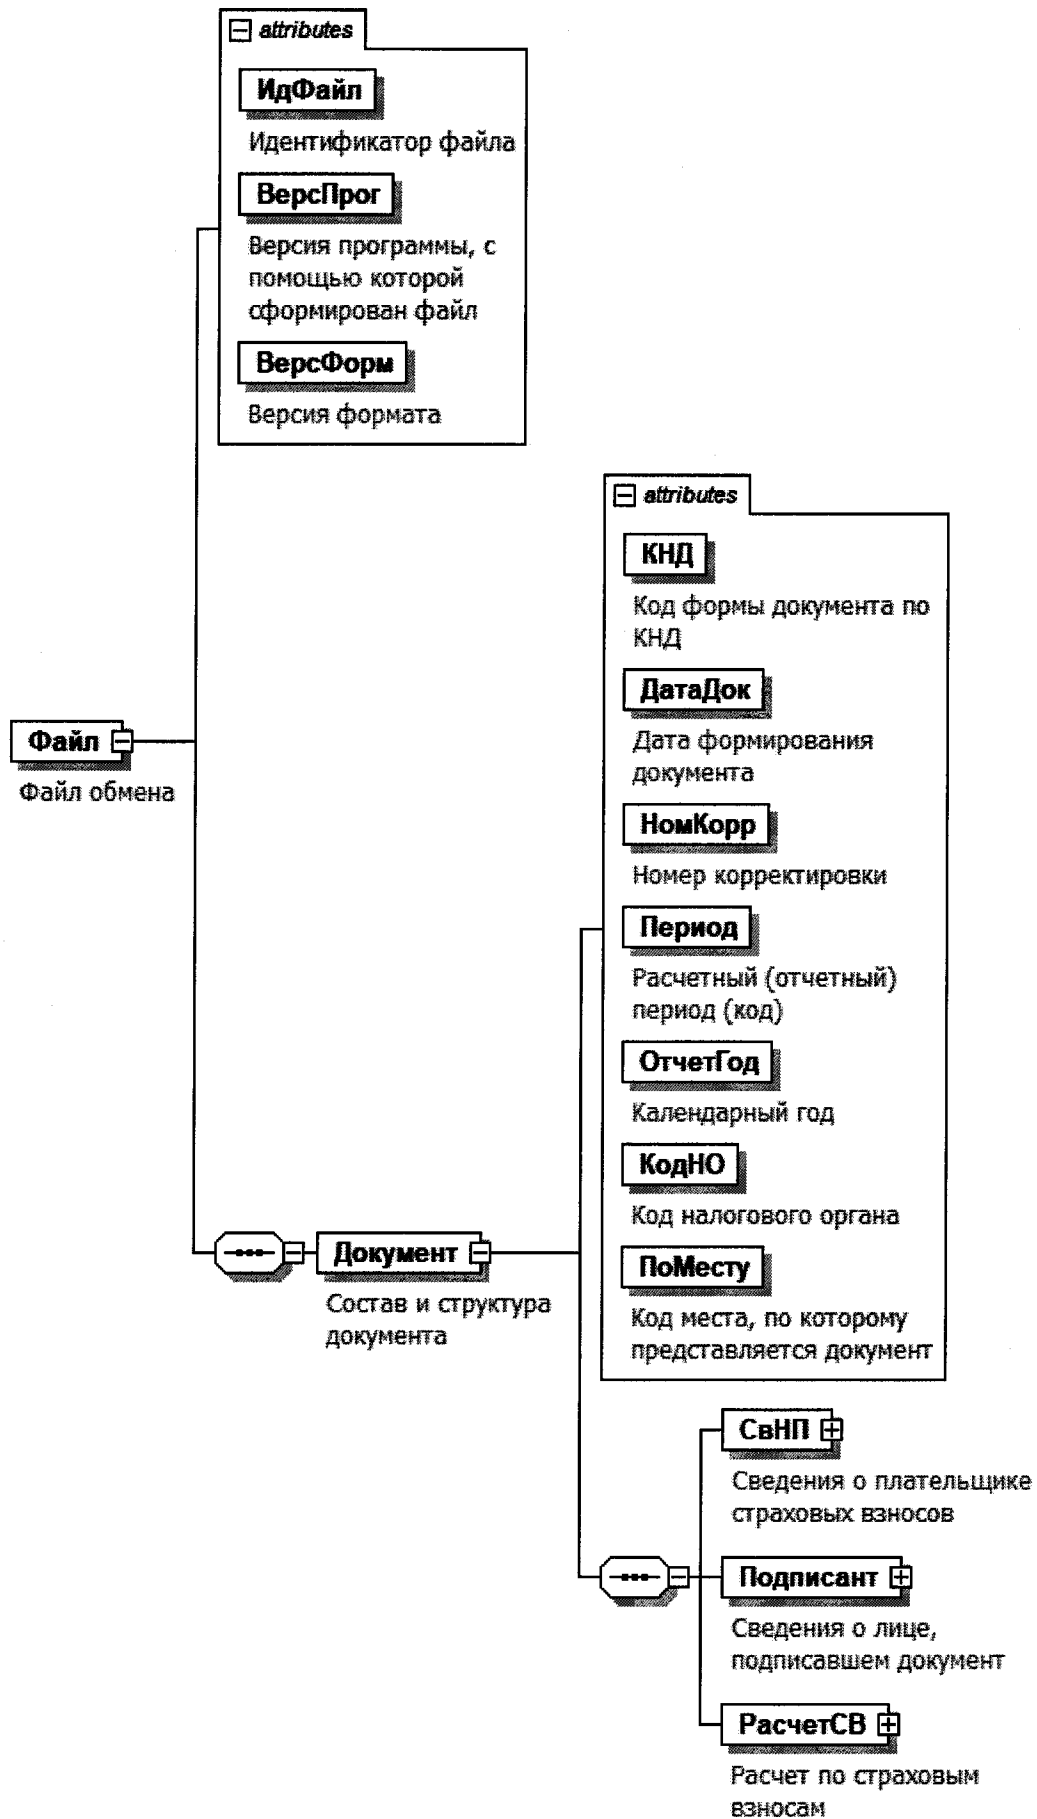 attributes
ИдФайл
Идентификатор файла
ВерсПрог
Версия программы, с
помощью которой
сформирован файл
ВерсФорм
Версия формата
attributes
КНД
Код формы документа по
КНД
ДатаДок
Дата формирования
документа
Файл
Файл обмена
НомКорр
Номер корректировки
Период
Расчетный (отчетный)
период (код)
ОтчетГод
Календарный год
КодНО
Код налогового органа
Документ
Состав и структура
документа
ПоМесту
Код места, по которому
представляется документ
СвНП
Сведения о плательщике
страховых взносов
Подписант
Сведения о лице,
подписавшем документ
РасчетСВ
Расчет по страховым
взносам